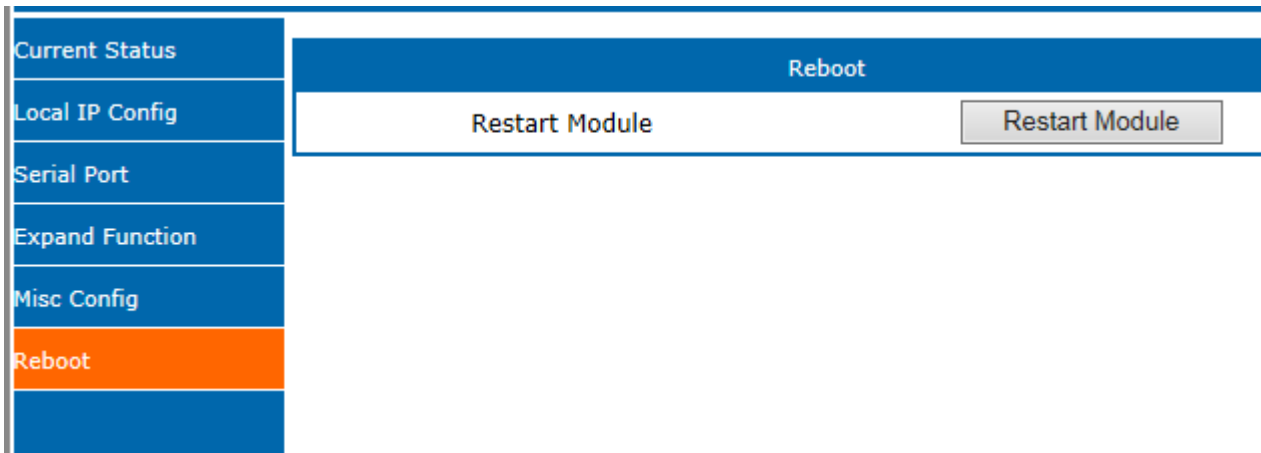 Current Status
Local IP Config
Serial Port
Expand Function
Misc Config
Reboot
Reboot
Restart Module
Restart Module